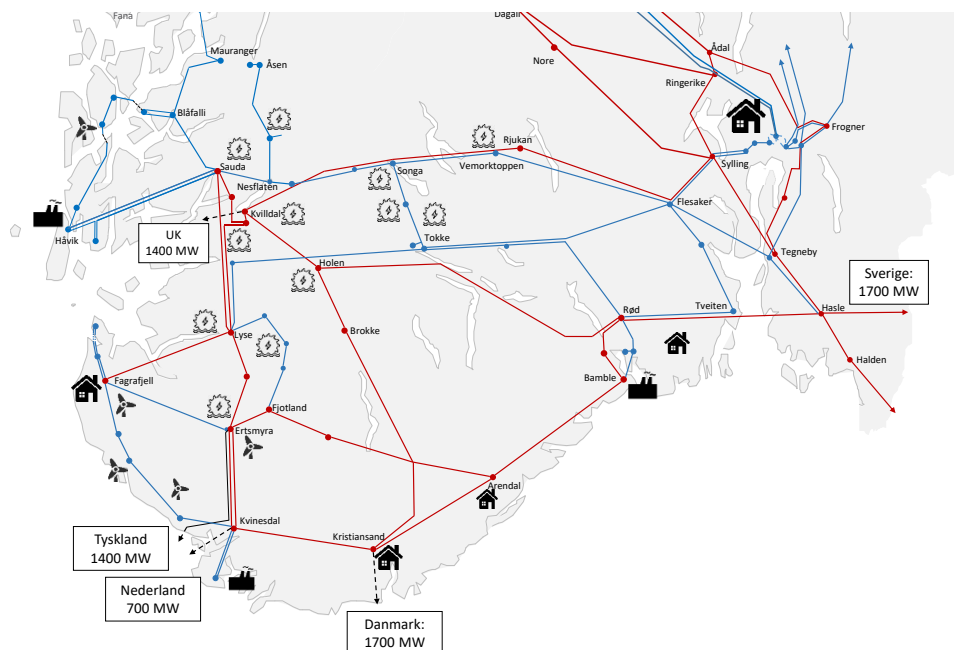 Fana
Dagali
Ådal
Mauranger
Åsen
Nore
Ringerike
Blåfalli
Frogner
Rjukan
Sauda
Songa
Vemorktoppen
Sylling
Nesflaten
Kvilldal
Flesaker
Håvik
UK
1400 MW
Tokke
Tegneby
Holen
Sverige:
1700 MW
Tveiten
Rød
Hasle
Lyse
Brokke
Halden
Fagrafjell
Bamble
Fjotland
Ertsmyra
Arendal
Kvinesdal
Kristiansand
Tyskland
1400 MW
Nederland
700 MW
Danmark:
1700 MW